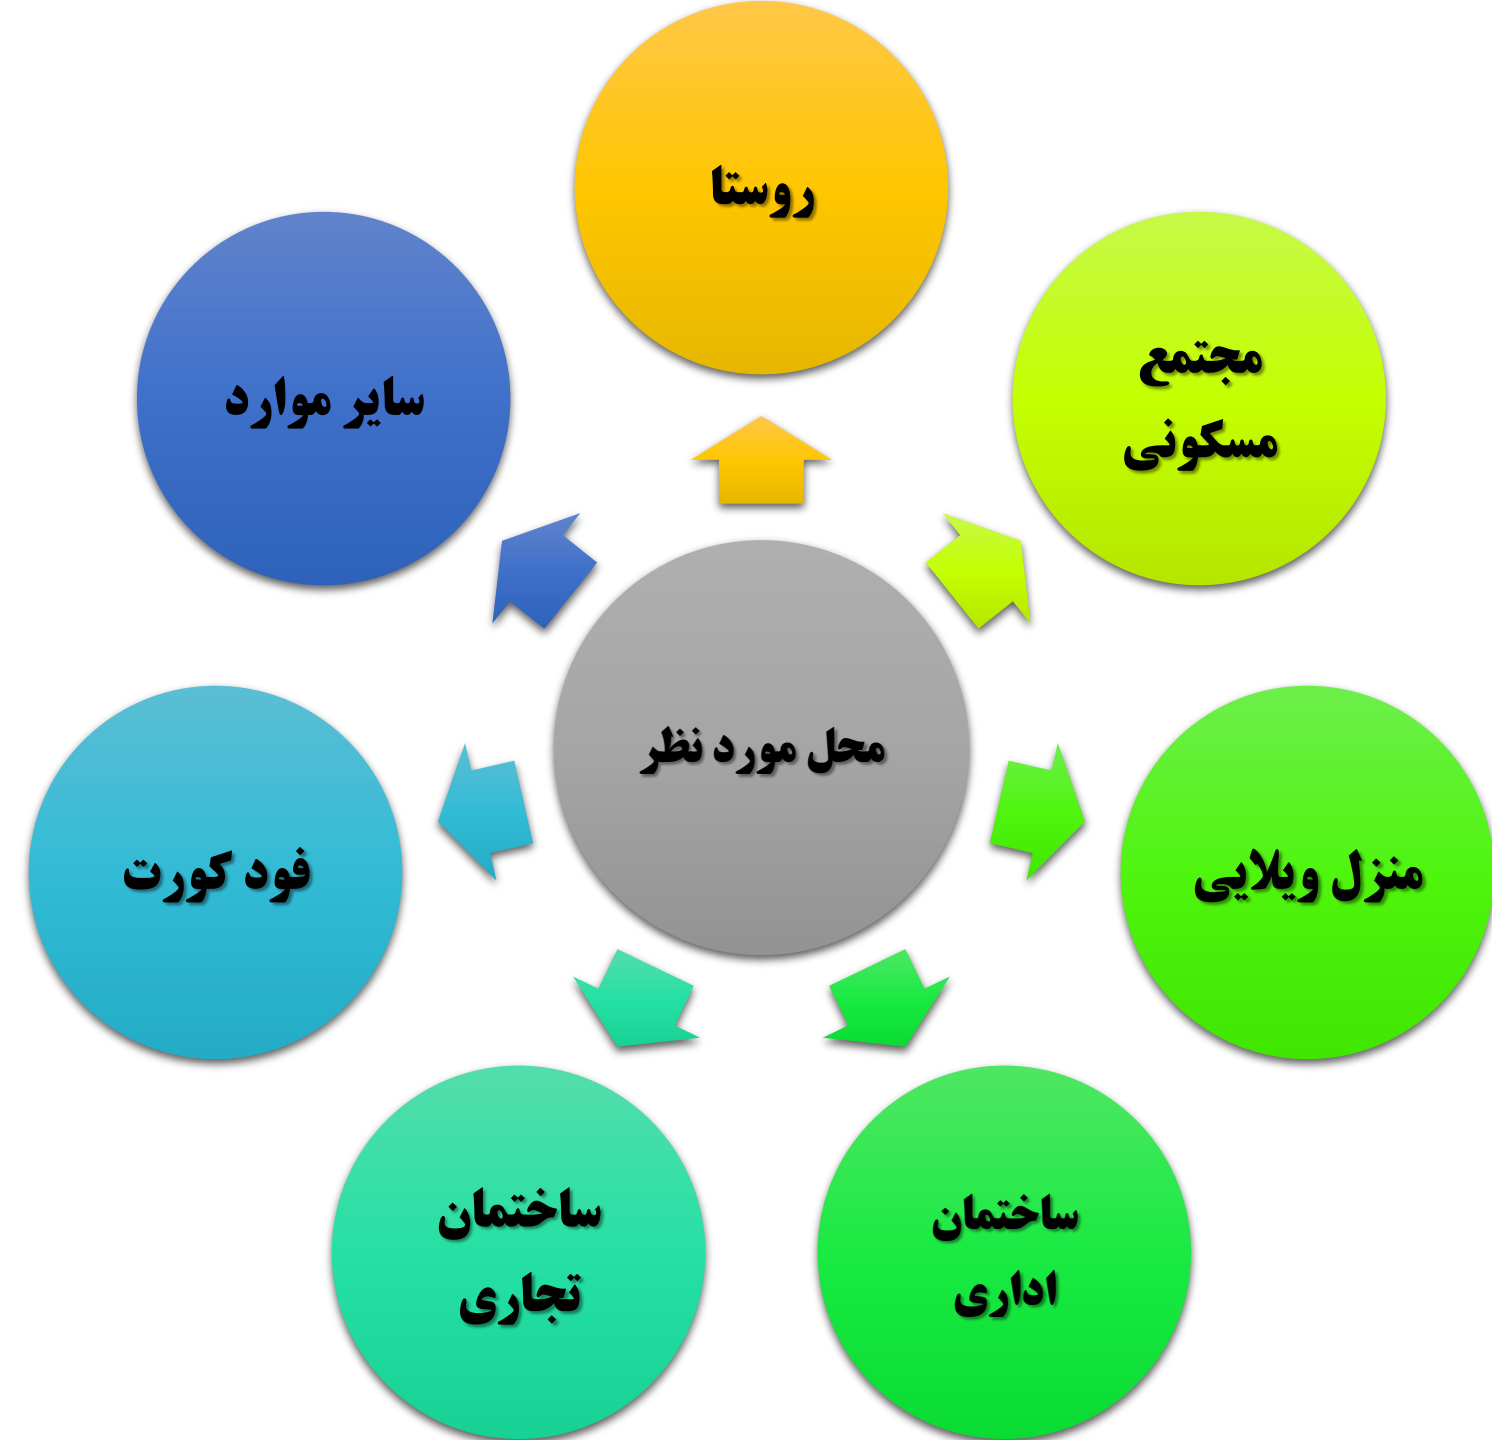 روستا
مجتمع
مسکونی
سایر موارد
محل مورد نظر
منزل ویلایی
فود کورت
ساختمان
اداری
ساختمان
تجاری